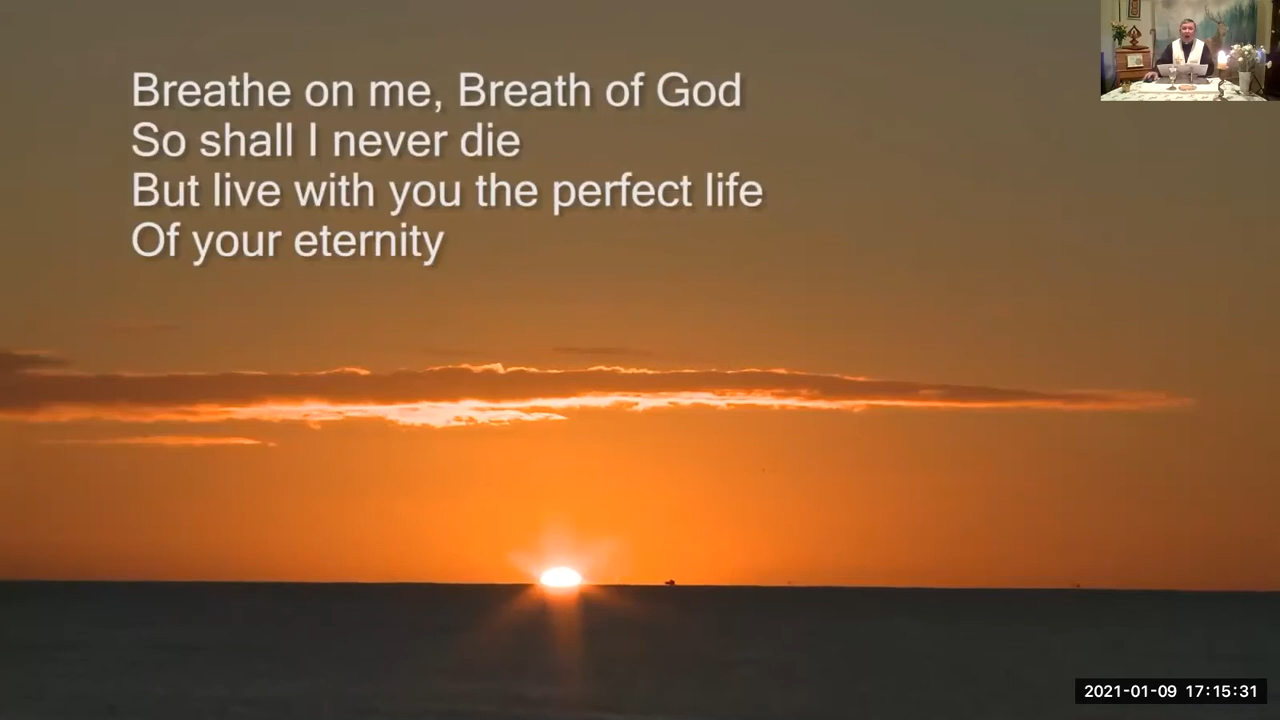 Breathe on me, Breath of God
So shall I never die
But live with you the perfect life
Of your eternity
2021-01-09 17:15:31